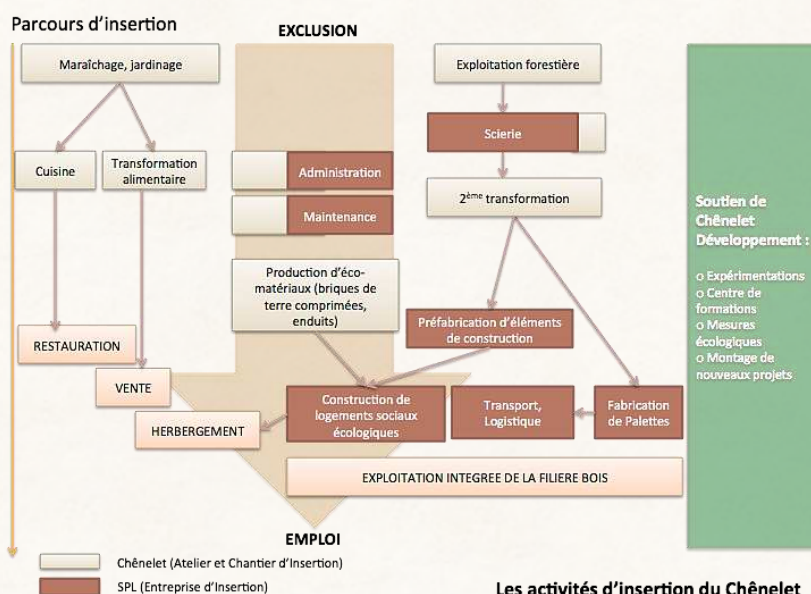 Parcours d'insertion
EXCLUSION
Maraîchage, jardinage
Exploitation forestière
Scierie
Cuisine
Transformation
alimentaire
Administration
2ème transformation
Maintenance
Soutien de
Chênelet
Développement :
o Expérimentations
o Centre de
formations
o Mesures
écologiques
o Montage de
nouveaux projets
Production d'éco-
matériaux (briques de
terre comprimées,
enduits)
Préfabrication d'éléments
de construction
RESTAURATION
VENTE
HERBERGEMENT
Construction de
logements sociaux
écologiques
Transport,
Logistique
Fabrication
de Palettes
EXPLOITATION INTEGREE DE LA FILIERE BOIS
EMPLOI
Chênelet (Atelier et Chantier d'Insertion)
SPL (Entreprise d'Insertion)
Les activités d'insertion du Chênelet